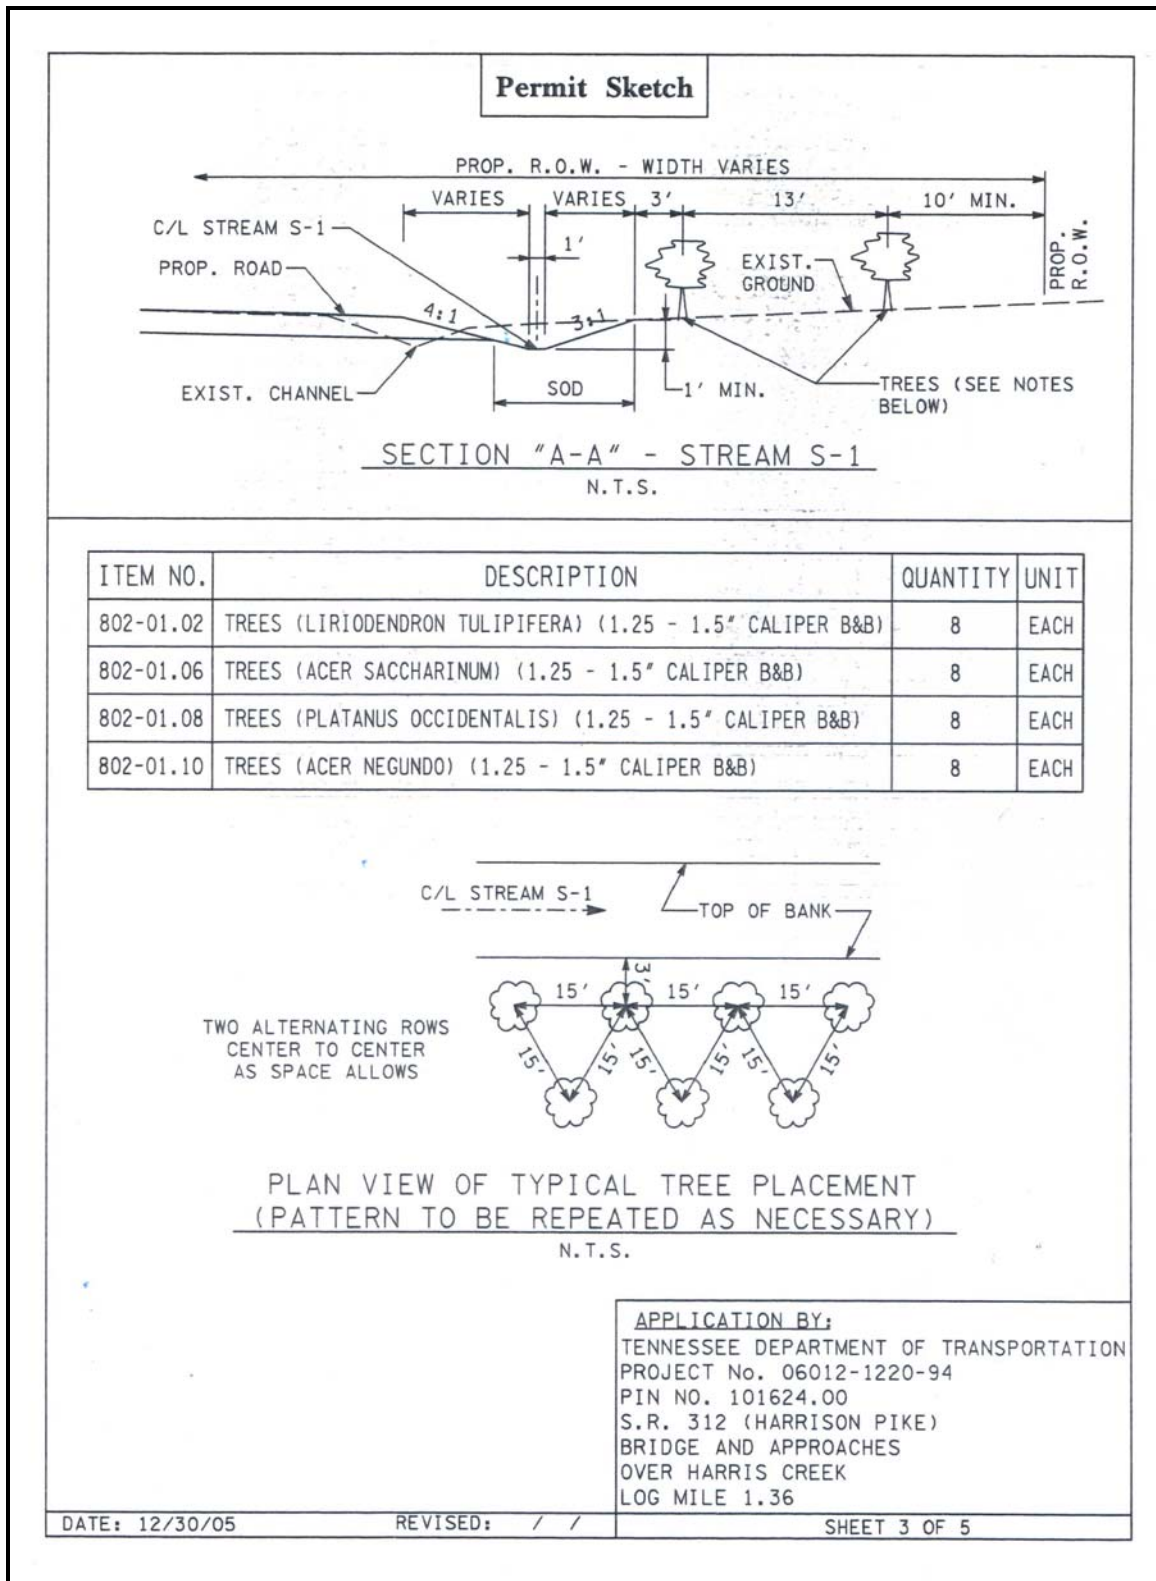 Permit Sketch
PROP. R.O.W. - WIDTH VARIES
VARIES VARIES 3' 13' 10' MIN.
C/L STREAM S-1
1'
PROP. ROAD
EXIST.
GROUND
PROP.
R.O.W.
4:1
3:1
EXIST. CHANNEL
SOD
1' MIN.
TREES (SEE NOTES
BELOW)
SECTION "A-A" - STREAM S-1
N.T.S.
ITEM NO. DESCRIPTION QUANTITY UNIT
802-01.02 TREES (LIRIODENDRON TULIPIFERA) (1.25 - 1.5" CALIPER B&B) 8 EACH
802-01.06 TREES (ACER SACCHARINUM) (1.25 - 1.5" CALIPER B&B) 8 EACH
802-01.08 TREES (PLATANUS OCCIDENTALIS) (1.25 - 1.5" CALIPER B&B) 8 EACH
802-01.10 TREES (ACER NEGUNDO) (1.25 - 1.5" CALIPER B&B) 8 EACH
C/L STREAM S-1
TOP OF BANK
3'
15' 15' 15'
TWO ALTERNATING ROWS
CENTER TO CENTER
AS SPACE ALLOWS
15' 15' 15' 15' 15' 15'
PLAN VIEW OF TYPICAL TREE PLACEMENT
(PATTERN TO BE REPEATED AS NECESSARY)
N.T.S.
APPLICATION BY:
TENNESSEE DEPARTMENT OF TRANSPORTATION
PROJECT No. 06012-1220-94
PIN NO. 101624.00
S.R. 312 (HARRISON PIKE)
BRIDGE AND APPROACHES
OVER HARRIS CREEK
LOG MILE 1.36
DATE: 12/30/05 REVISED: / / SHEET 3 OF 5